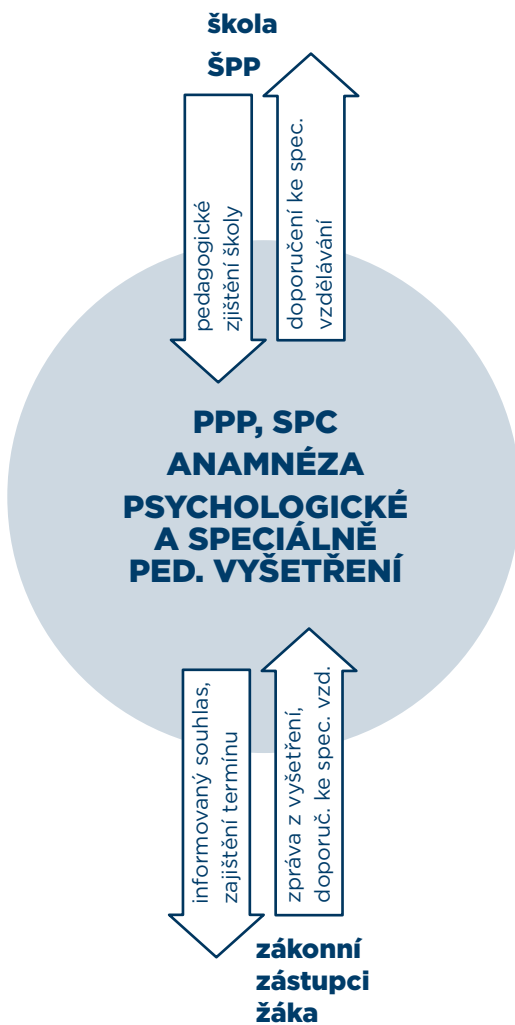 škola
ŠPP
pedagogické
zjištění školy
doporučení ke spec.
vzdělávání
PPP, SPC
ANAMNÉZA
PSYCHOLOGICKÉ
A SPECIÁLNĚ
PED. VYŠETŘENÍ
informovaný souhlas,
zajištění termínu
zpráva z vyšetření,
doporuč. ke spec. vzd.
zákonní
zástupci
žáka